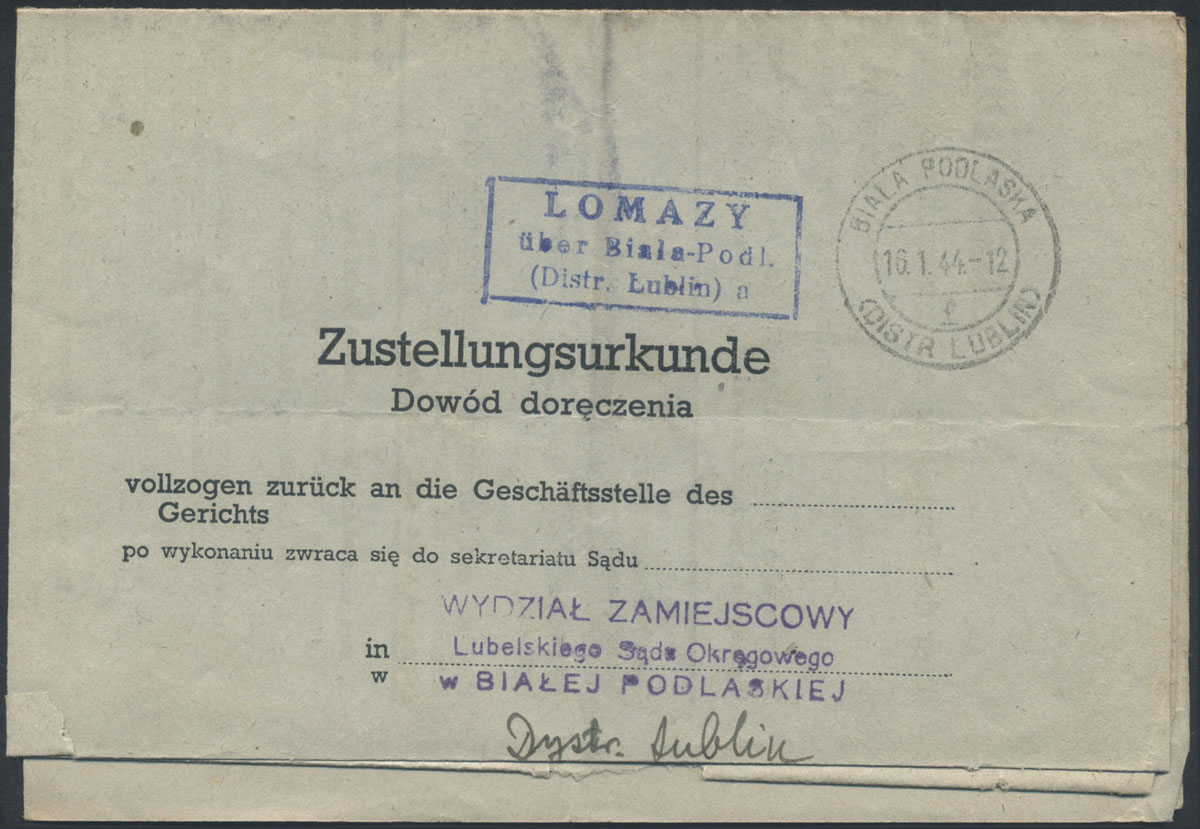 LOMAZY
über Biala-Podl.
(Distr. Lublin) a
BIALA PODLASKA
16.1.44.-12
f
(DISTR LUBLIN)
Zustellungsurkunde
Dowód doręczenia
vollzogen zurück an die Geschäftsstelle des
Gerichts
po wykonaniu zwraca się do sekretariatu Sądu
WYDZIAŁ ZAMIEJSCOWY
in Lubelskiego Sądu Okręgowego
w w BIAŁEJ PODLASKIEJ
Dystr. Lublin